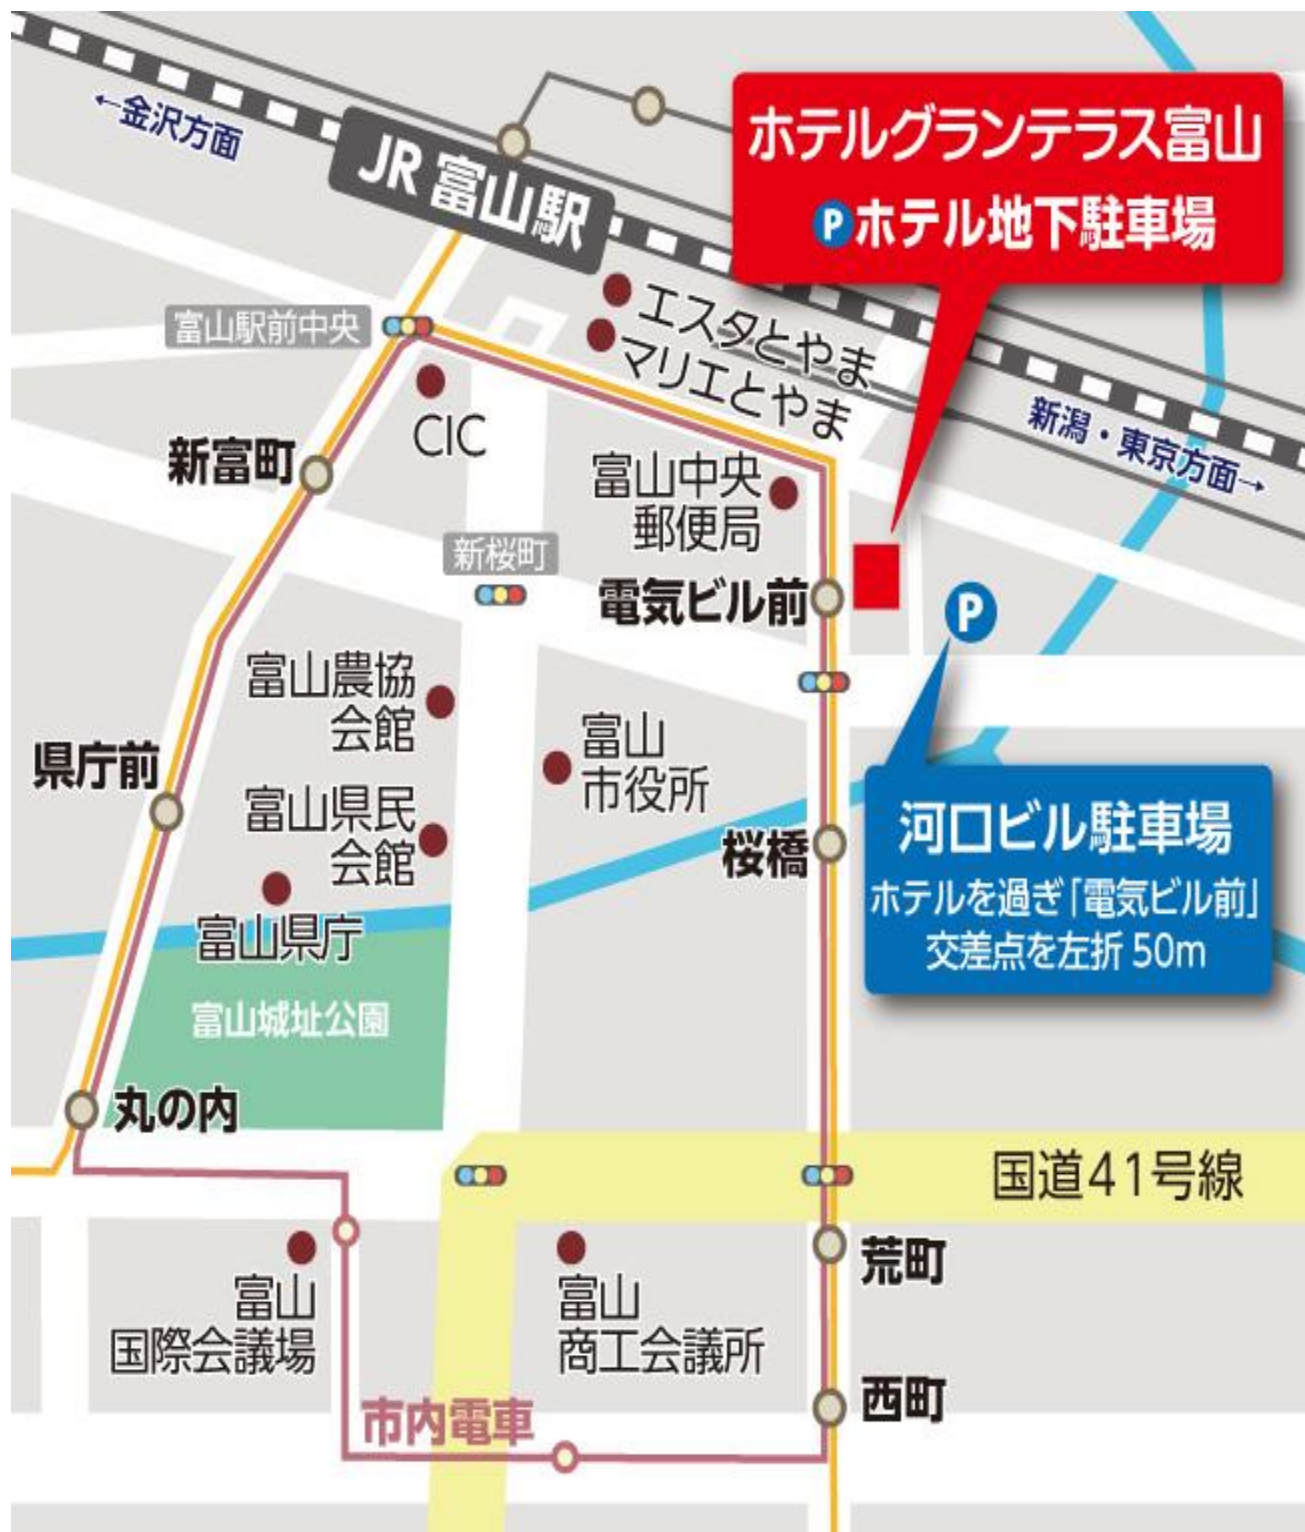 ←金沢方面
JR 富山駅
ホテルグランテラス富山
Pホテル地下駐車場
エスタとやま
マリエとやま
富山駅前中央
CIC
新潟・東京方面→
新富町
富山中央
郵便局
新桜町
電気ビル前
P
富山農協
会館
富山
市役所
県庁前
富山県民
会館
桜橋
河口ビル駐車場
ホテルを過ぎ「電気ビル前」
交差点を左折 50m
富山県庁
富山城址公園
丸の内
国道41号線
荒町
富山
国際会議場
富山
商工会議所
西町
市内電車